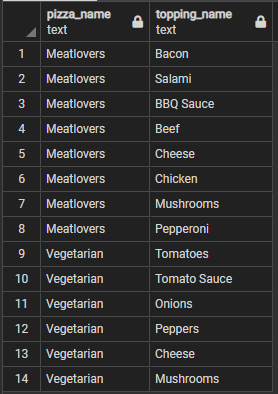 pizza_name topping_name
text text
1 Meatlovers Bacon
2 Meatlovers Salami
3 Meatlovers BBQ Sauce
4 Meatlovers Beef
5 Meatlovers Cheese
6 Meatlovers Chicken
7 Meatlovers Mushrooms
8 Meatlovers Pepperoni
9 Vegetarian Tomatoes
10 Vegetarian Tomato Sauce
11 Vegetarian Onions
12 Vegetarian Peppers
13 Vegetarian Cheese
14 Vegetarian Mushrooms